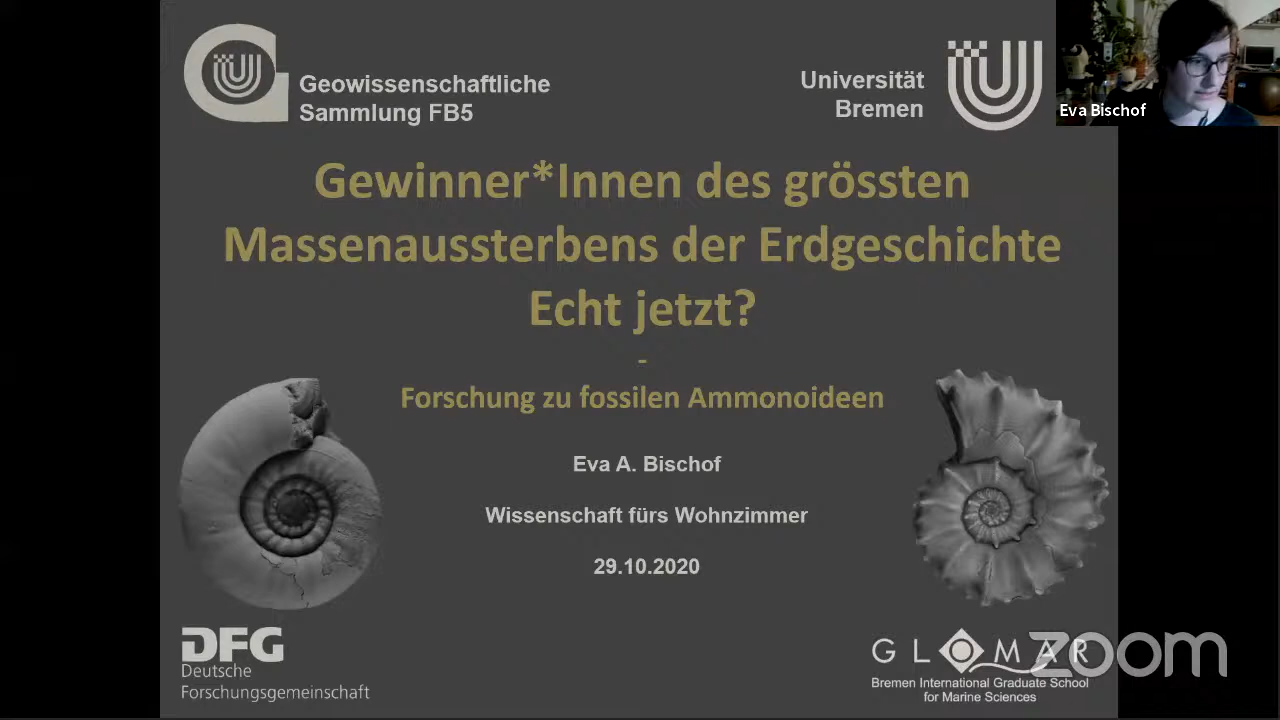 Geowissenschaftliche
Sammlung FB5
Universität
Bremen
Eva Bischof
Gewinner*Innen des grössten
Massenaussterbens der Erdgeschichte
Echt jetzt?
-
Forschung zu fossilen Ammonoideen
Eva A. Bischof
Wissenschaft fürs Wohnzimmer
29.10.2020
DFG
Deutsche
Forschungsgemeinschaft
GLOMAR
Bremen International Graduate School
for Marine Sciences
zoom